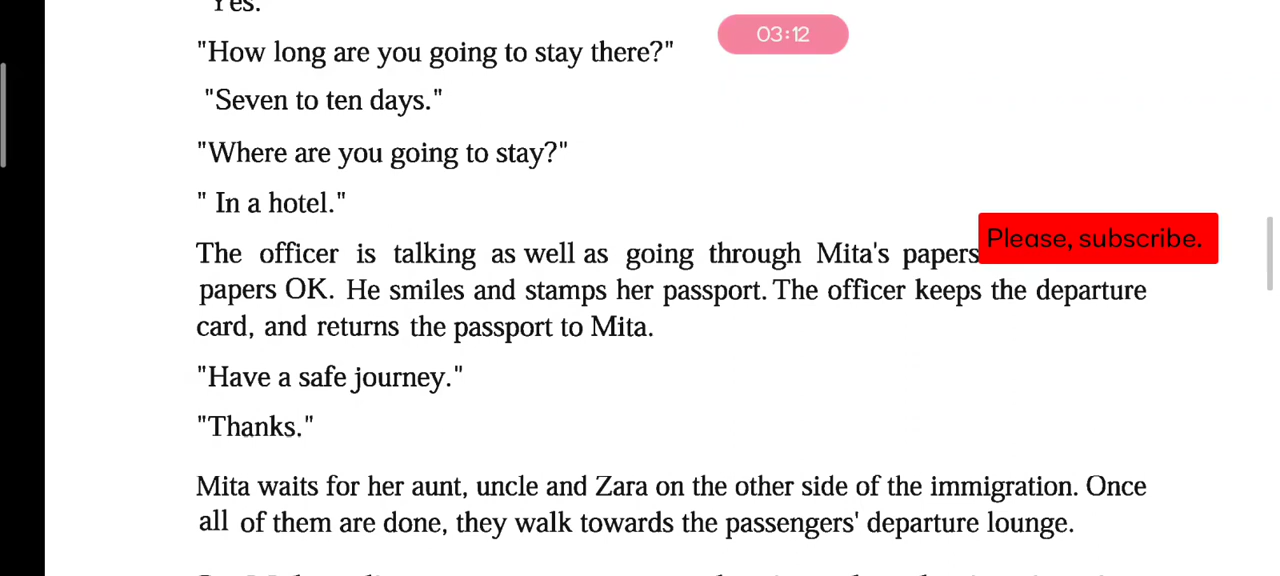 Yes."
03:12
"How long are you going to stay there?"
"Seven to ten days."
"Where are you going to stay?"
" In a hotel."
Please, subscribe.
The officer is talking as well as going through Mita's papers
papers OK. He smiles and stamps her passport. The officer keeps the departure
card, and returns the passport to Mita.
"Have a safe journey."
"Thanks."
Mita waits for her aunt, uncle and Zara on the other side of the immigration. Once
all of them are done, they walk towards the passengers' departure lounge.